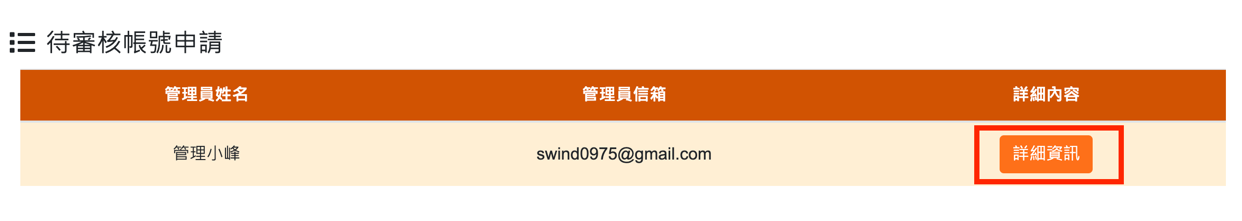 待審核帳號申請
管理員姓名 管理員信箱 詳細內容
管理小峰 swind0975@gmail.com 詳細資訊